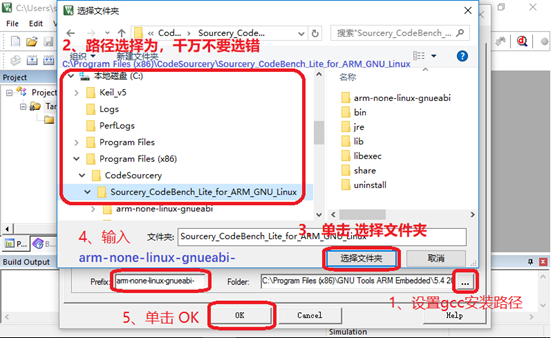 C:\Users\s
File Edit View
选择文件夹
« Cod... › Sourcery_CodeBenc...
搜索"Sourcery_CodeBench_L...
2、路径选择为，千万不要选错
组织 新建文件夹
C:\Program Files (x86)\CodeSourcery\Sourcery_CodeBench_Lite_for_ARM_GNU_Linux
Project
Project
Tar
本地磁盘 (C:)
Keil_v5
Logs
PerfLogs
Program Files
Program Files (x86)
CodeSourcery
Sourcery_CodeBench_Lite_for_ARM_GNU_Linux
arm-none-linux-gnueabi
名称
arm-none-linux-gnueabi
bin
jre
lib
libexec
share
uninstall
3、单击 选择文件夹
4、输入
文件夹: Sourcery_CodeBench_Lite_for_ARM_GNU_Linux
arm-none-linux-gnueabi-
选择文件夹
取消
P...
B...
Build Output
Prefix: arm-none-linux-gnueabi-
Folder: C:\Program Files (x86)\GNU Tools ARM Embedded\5.4 20
...
1、设置gcc安装路径
5、单击 OK
OK
Cancel
Help
Simulation